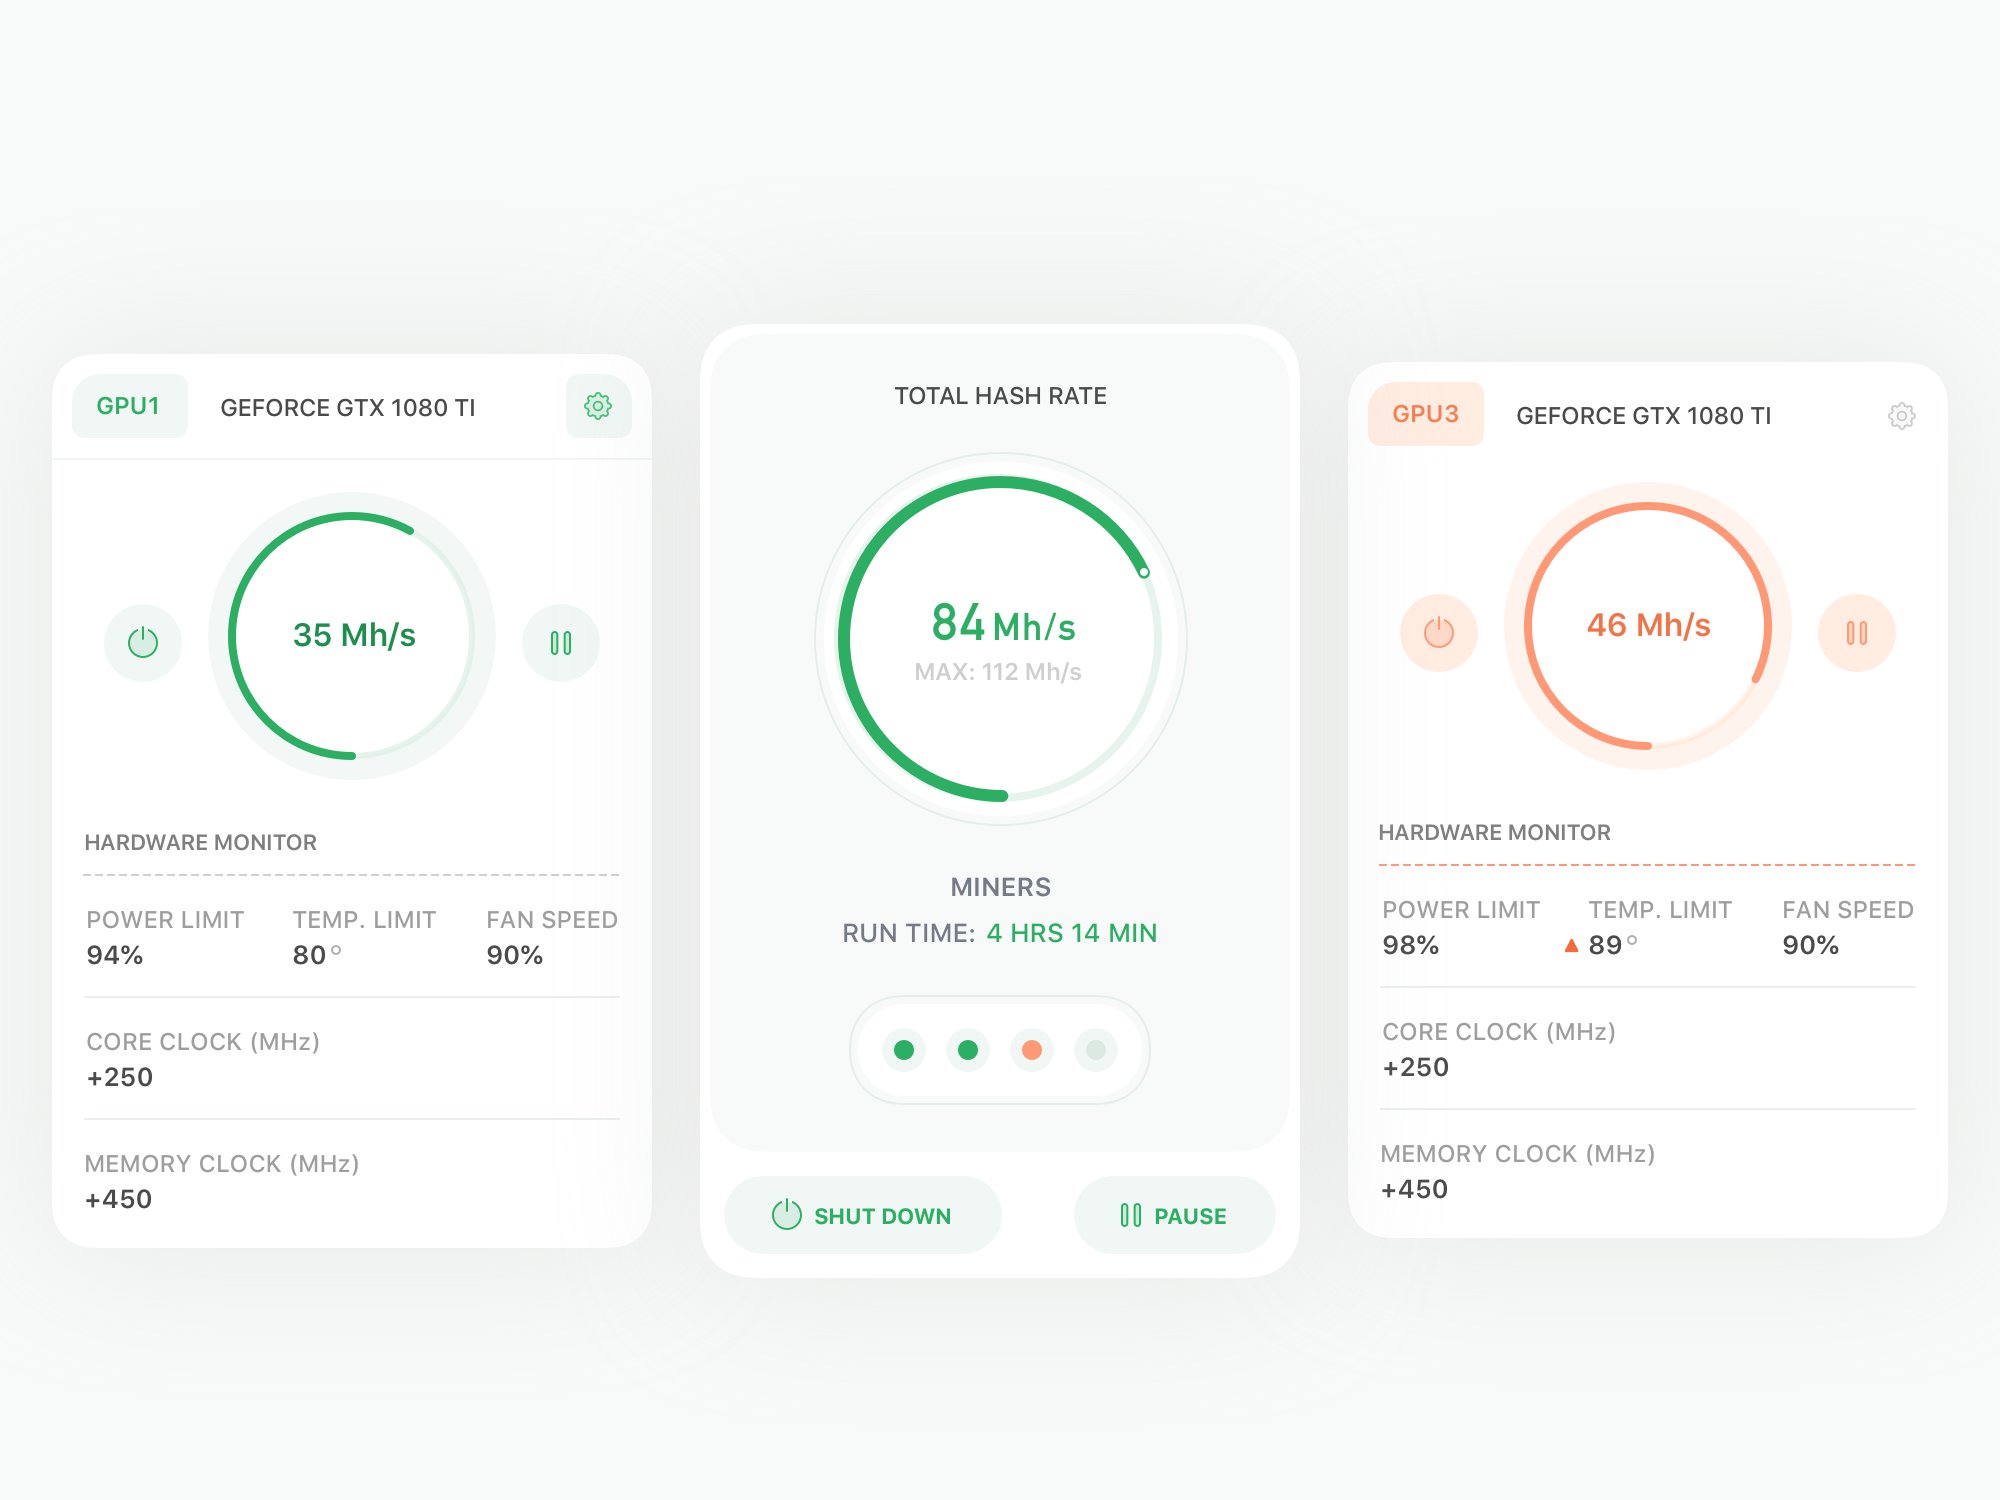 GPU1
GEFORCE GTX 1080 TI
35 Mh/s
HARDWARE MONITOR
POWER LIMIT TEMP. LIMIT FAN SPEED
94% 80° 90%
CORE CLOCK (MHz)
+250
MEMORY CLOCK (MHz)
+450
TOTAL HASH RATE
84 Mh/s
MAX: 112 Mh/s
MINERS
RUN TIME: 4 HRS 14 MIN
SHUT DOWN
PAUSE
GPU3
GEFORCE GTX 1080 TI
46 Mh/s
HARDWARE MONITOR
POWER LIMIT TEMP. LIMIT FAN SPEED
98% 89° 90%
CORE CLOCK (MHz)
+250
MEMORY CLOCK (MHz)
+450